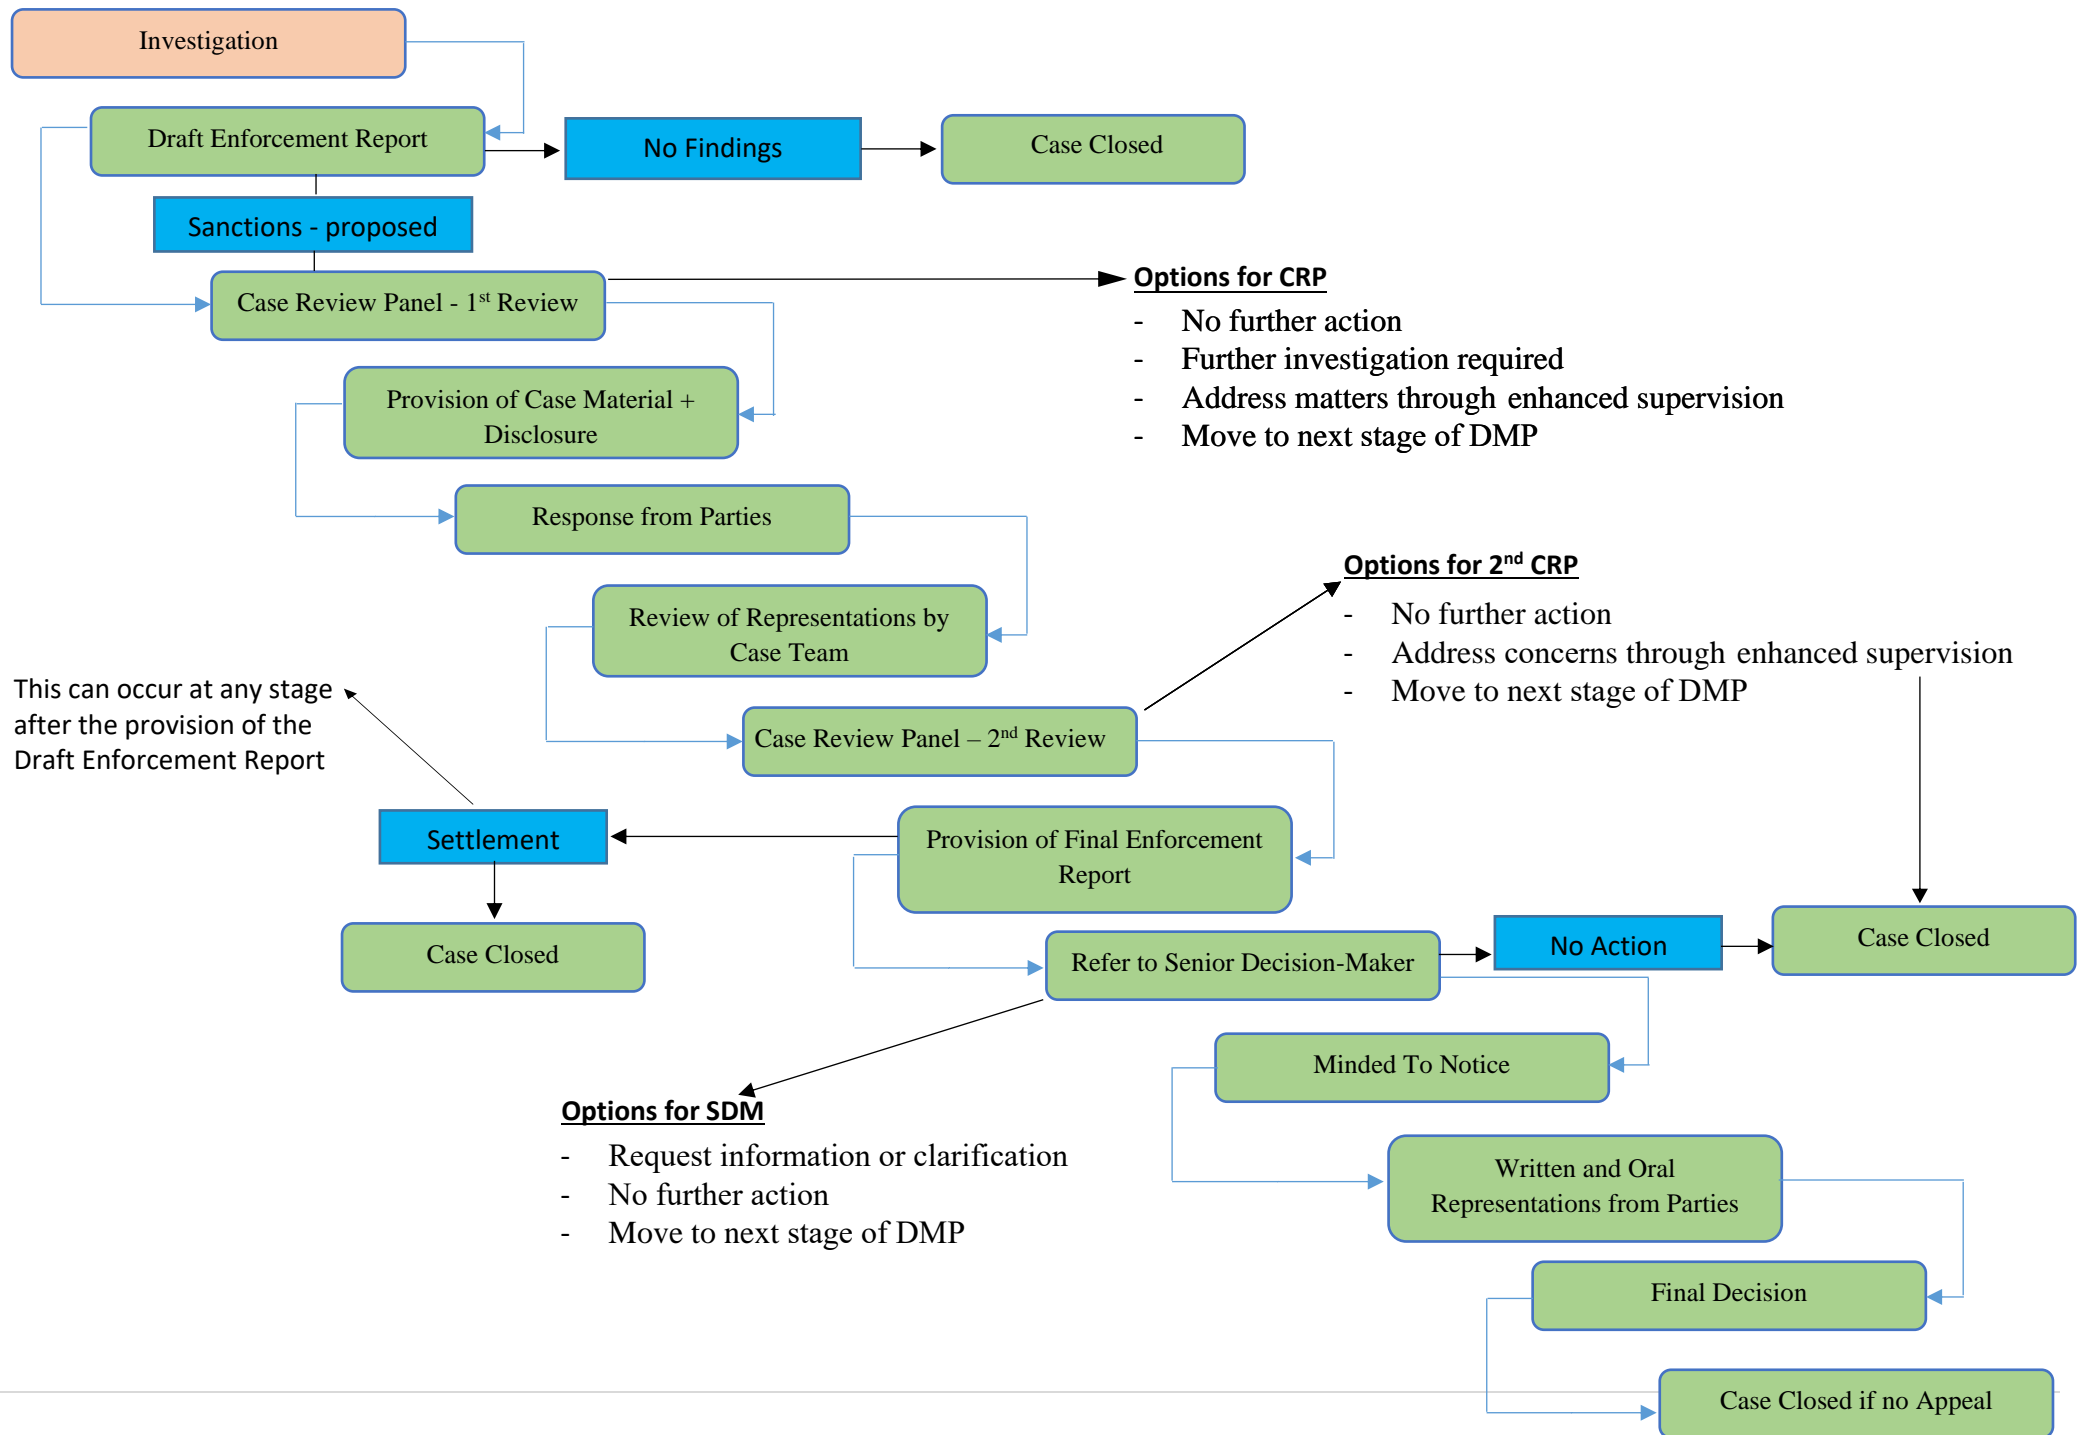 Investigation
Draft Enforcement Report
No Findings
Case Closed
Sanctions - proposed
Case Review Panel - 1st Review
Options for CRP
- No further action
- Further investigation required
- Address matters through enhanced supervision
- Move to next stage of DMP
Provision of Case Material +
Disclosure
Response from Parties
Options for 2nd CRP
- No further action
- Address concerns through enhanced supervision
- Move to next stage of DMP
Review of Representations by
Case Team
This can occur at any stage
after the provision of the
Draft Enforcement Report
Case Review Panel – 2nd Review
Settlement
Provision of Final Enforcement
Report
Case Closed
Refer to Senior Decision-Maker
No Action
Case Closed
Minded To Notice
Options for SDM
- Request information or clarification
- No further action
- Move to next stage of DMP
Written and Oral
Representations from Parties
Final Decision
Case Closed if no Appeal